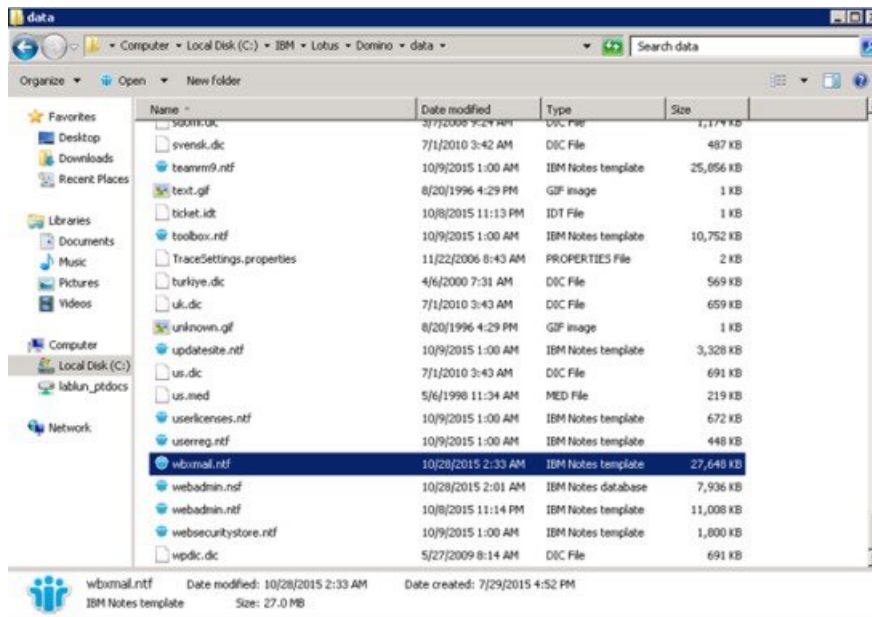 data
Computer Local Disk (C:) IBM Lotus Domino data Search data
Organize Open New folder
Name Date modified Type Size
Favorites
Desktop
Downloads
Recent Places
Libraries
Documents
Music
Pictures
Videos
Computer
Local Disk (C:)
lablun_ptdocs
Network
suomi.dic 3/7/2008 9:24 AM DIC File 1,174 KB
svensk.dic 7/1/2010 3:42 AM DIC File 487 KB
teamrm9.ntf 10/9/2015 1:00 AM IBM Notes template 25,856 KB
text.gif 8/20/1996 4:29 PM GIF image 1 KB
ticket.idt 10/8/2015 11:13 PM IDT File 1 KB
toolbox.ntf 10/9/2015 1:00 AM IBM Notes template 10,752 KB
TraceSettings.properties 11/22/2006 8:43 AM PROPERTIES File 2 KB
turkiye.dic 4/6/2000 7:31 AM DIC File 569 KB
uk.dic 7/1/2010 3:43 AM DIC File 659 KB
unknown.gif 8/20/1996 4:29 PM GIF image 1 KB
updatesite.ntf 10/9/2015 1:00 AM IBM Notes template 3,328 KB
us.dic 7/1/2010 3:43 AM DIC File 691 KB
us.med 5/6/1998 11:34 AM MED File 219 KB
userlicenses.ntf 10/9/2015 1:00 AM IBM Notes template 672 KB
userreg.ntf 10/9/2015 1:00 AM IBM Notes template 448 KB
wbxmail.ntf 10/28/2015 2:33 AM IBM Notes template 27,648 KB
webadmin.nsf 10/28/2015 2:01 AM IBM Notes database 7,936 KB
webadmin.ntf 10/8/2015 11:14 PM IBM Notes template 11,008 KB
websecuritystore.ntf 10/9/2015 1:00 AM IBM Notes template 1,800 KB
wpdic.dic 5/27/2009 8:14 AM DIC File 691 KB
wbxmail.ntf Date modified: 10/28/2015 2:33 AM Date created: 7/29/2015 4:52 PM
IBM Notes template Size: 27.0 MB